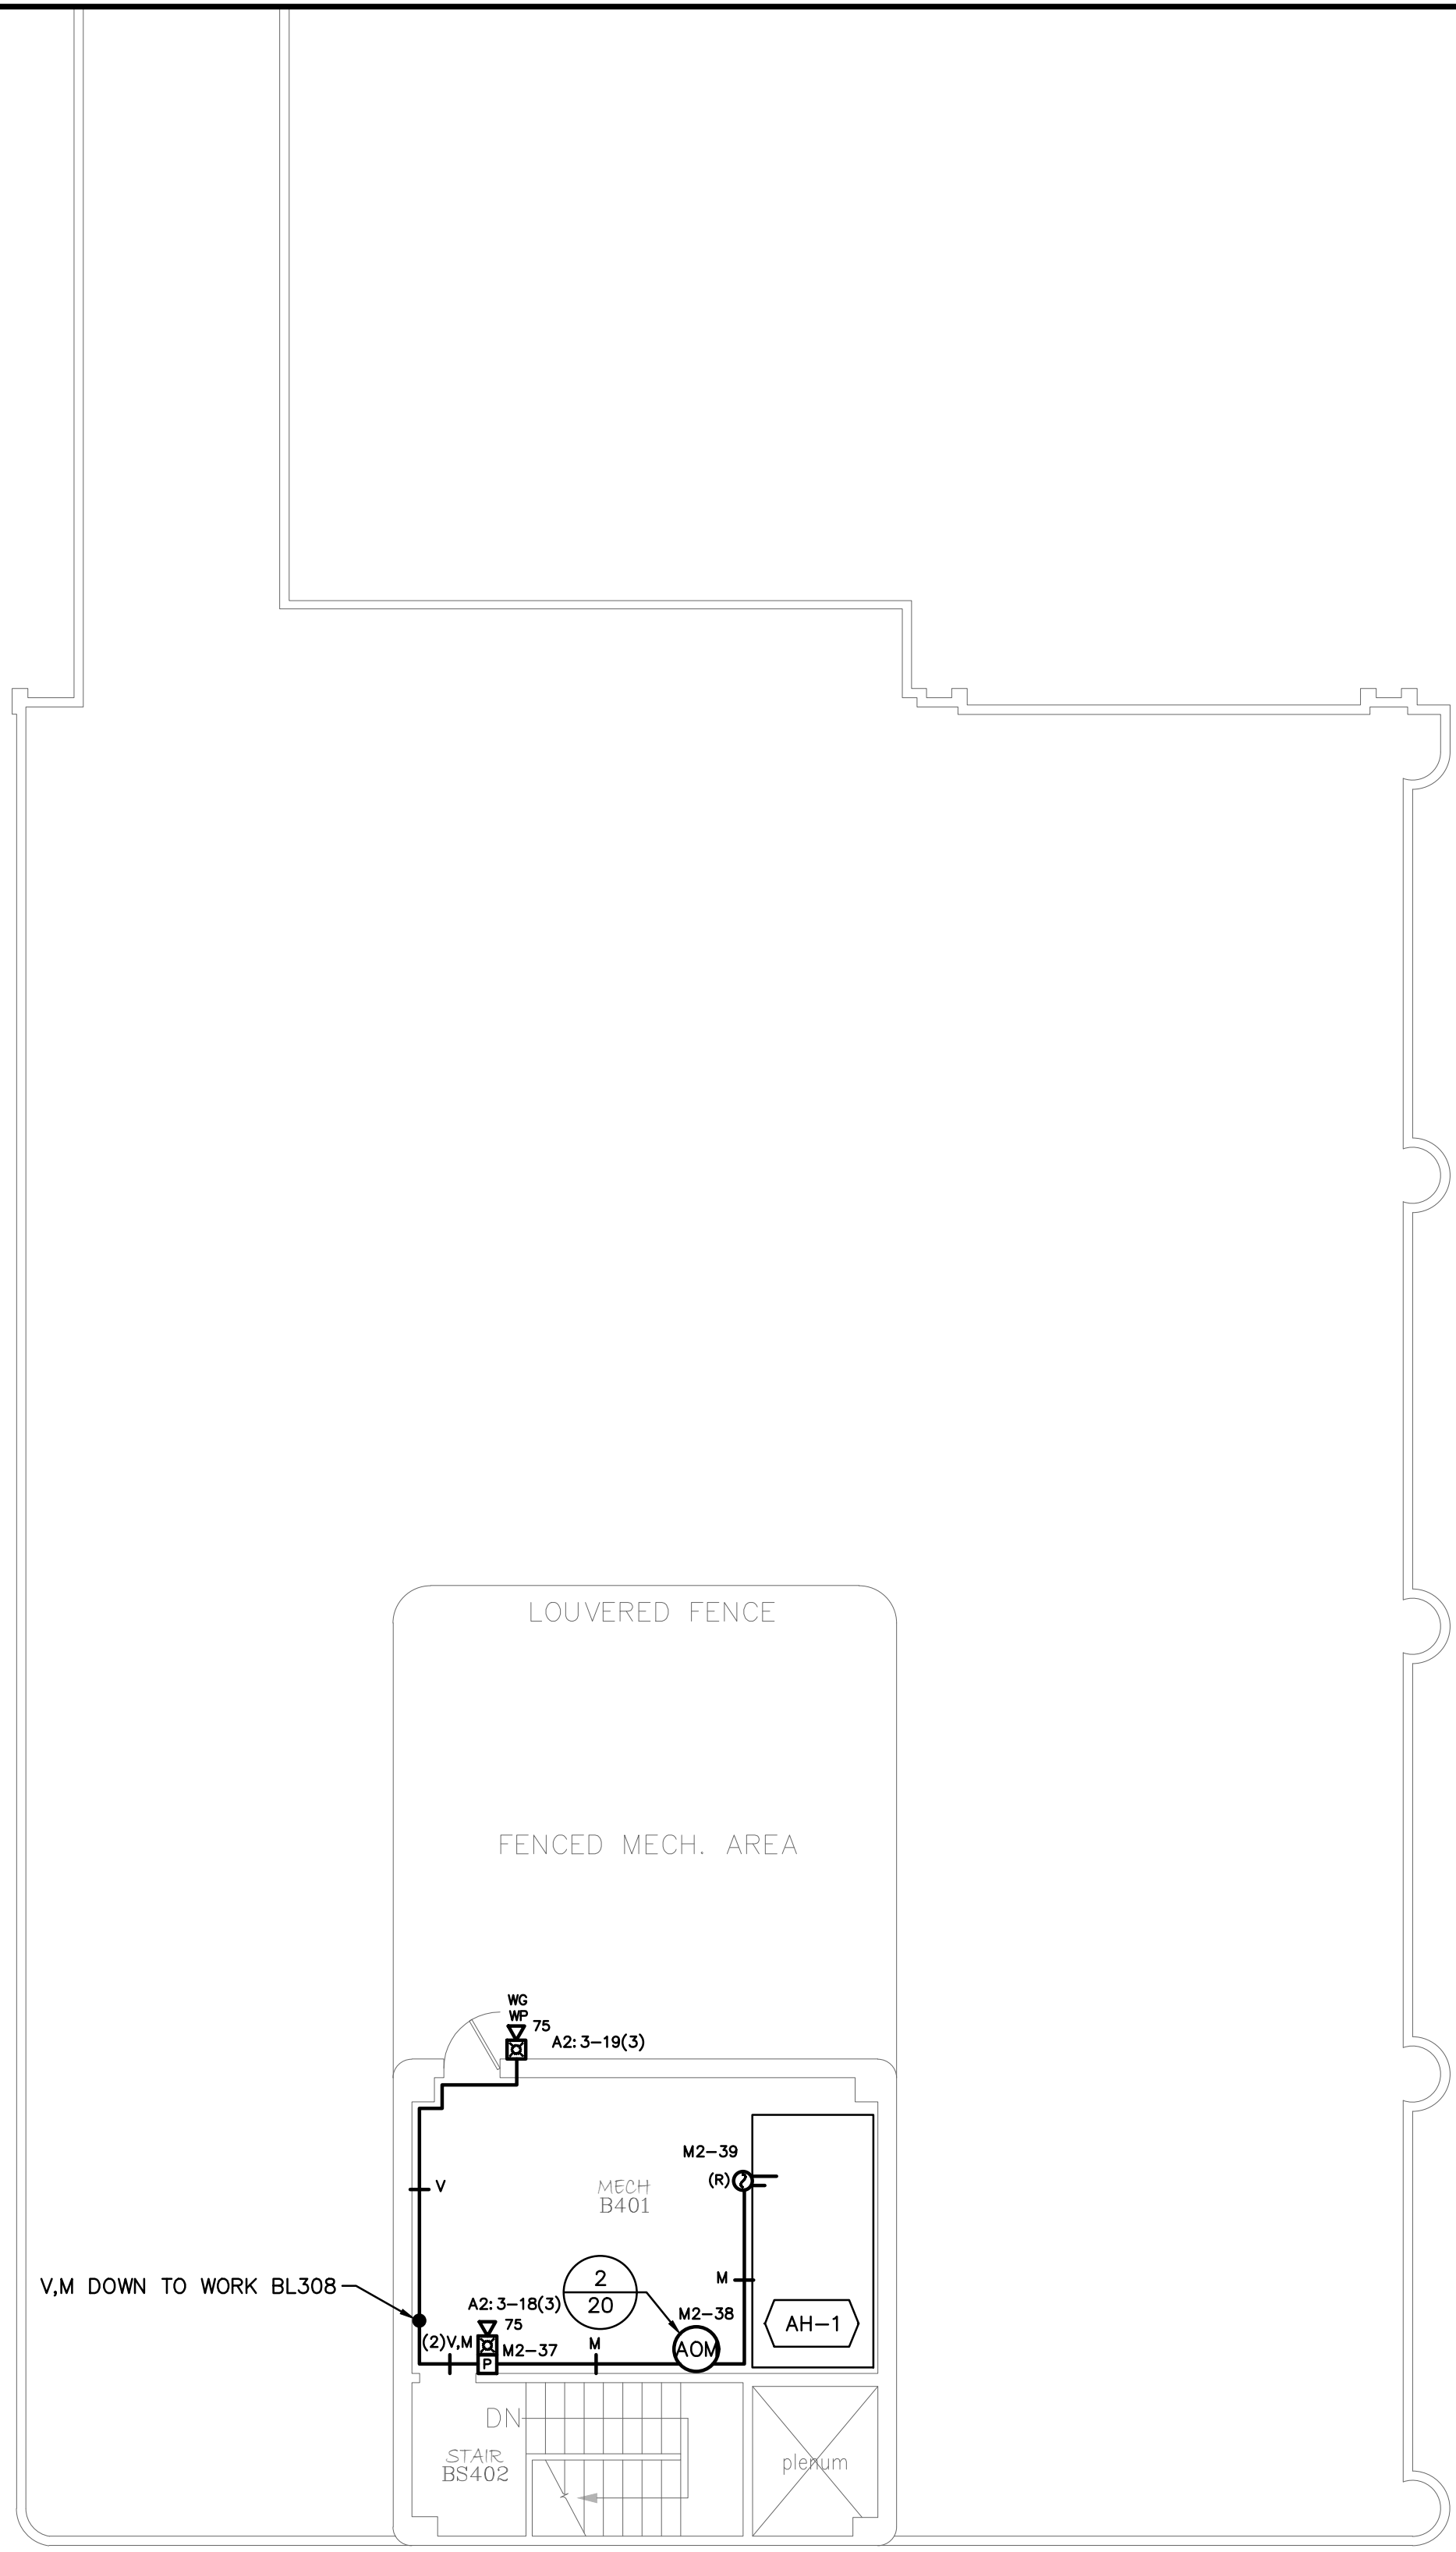 LOUVERED FENCE
FENCED MECH. AREA
WG
WP
75
A2: 3-19(3)
M2-39
(R)
V
MECH
B401
M
2
20
V,M DOWN TO WORK BL308
A2: 3-18(3)
75
M2-38
AH-1
(2)V,M
M2-37
M
AOM
P
DN
STAIR
BS402
plenum